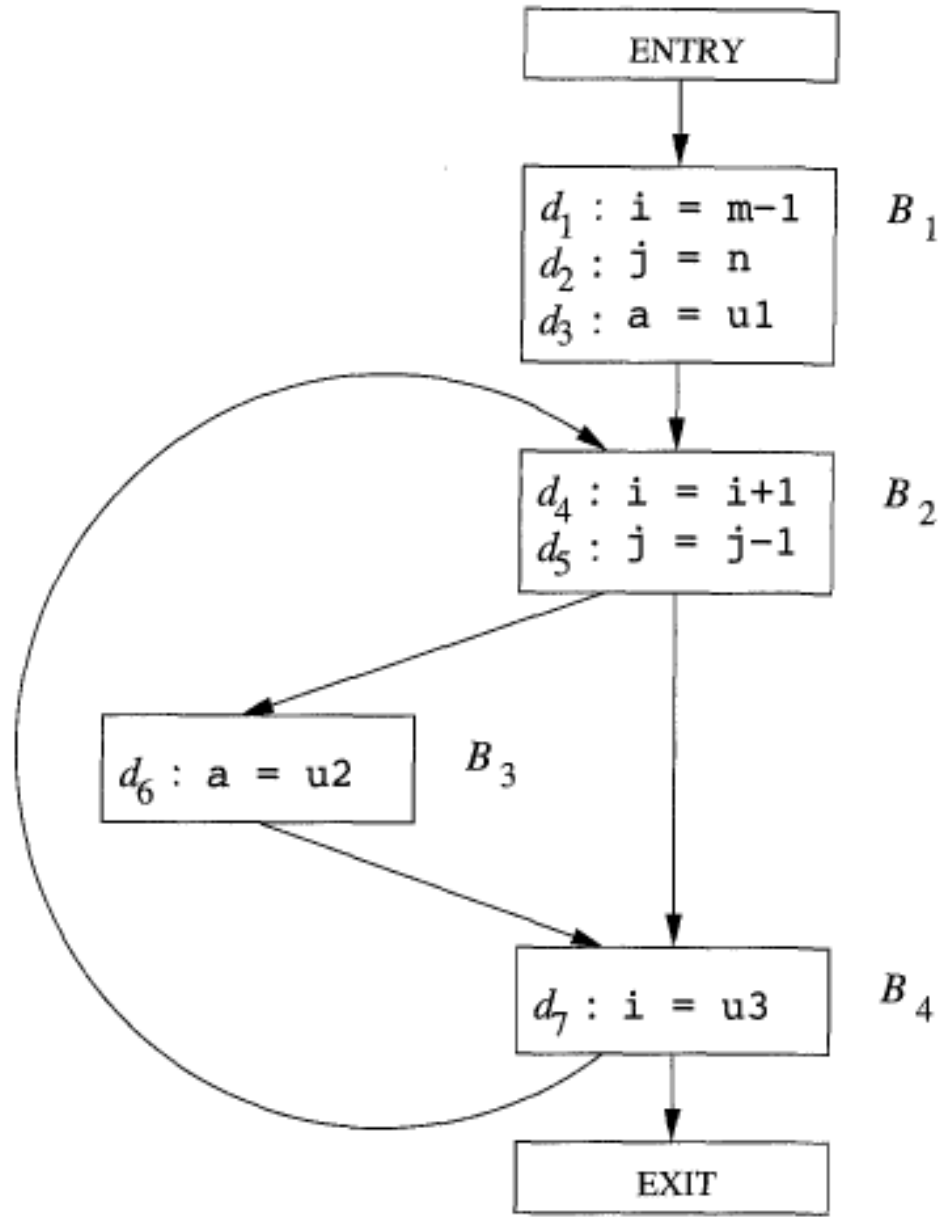 ENTRY
d1 : i = m-1
d2 : j = n
d3 : a = u1
B1
d4 : i = i+1
d5 : j = j-1
B2
d6 : a = u2
B3
d7 : i = u3
B4
EXIT